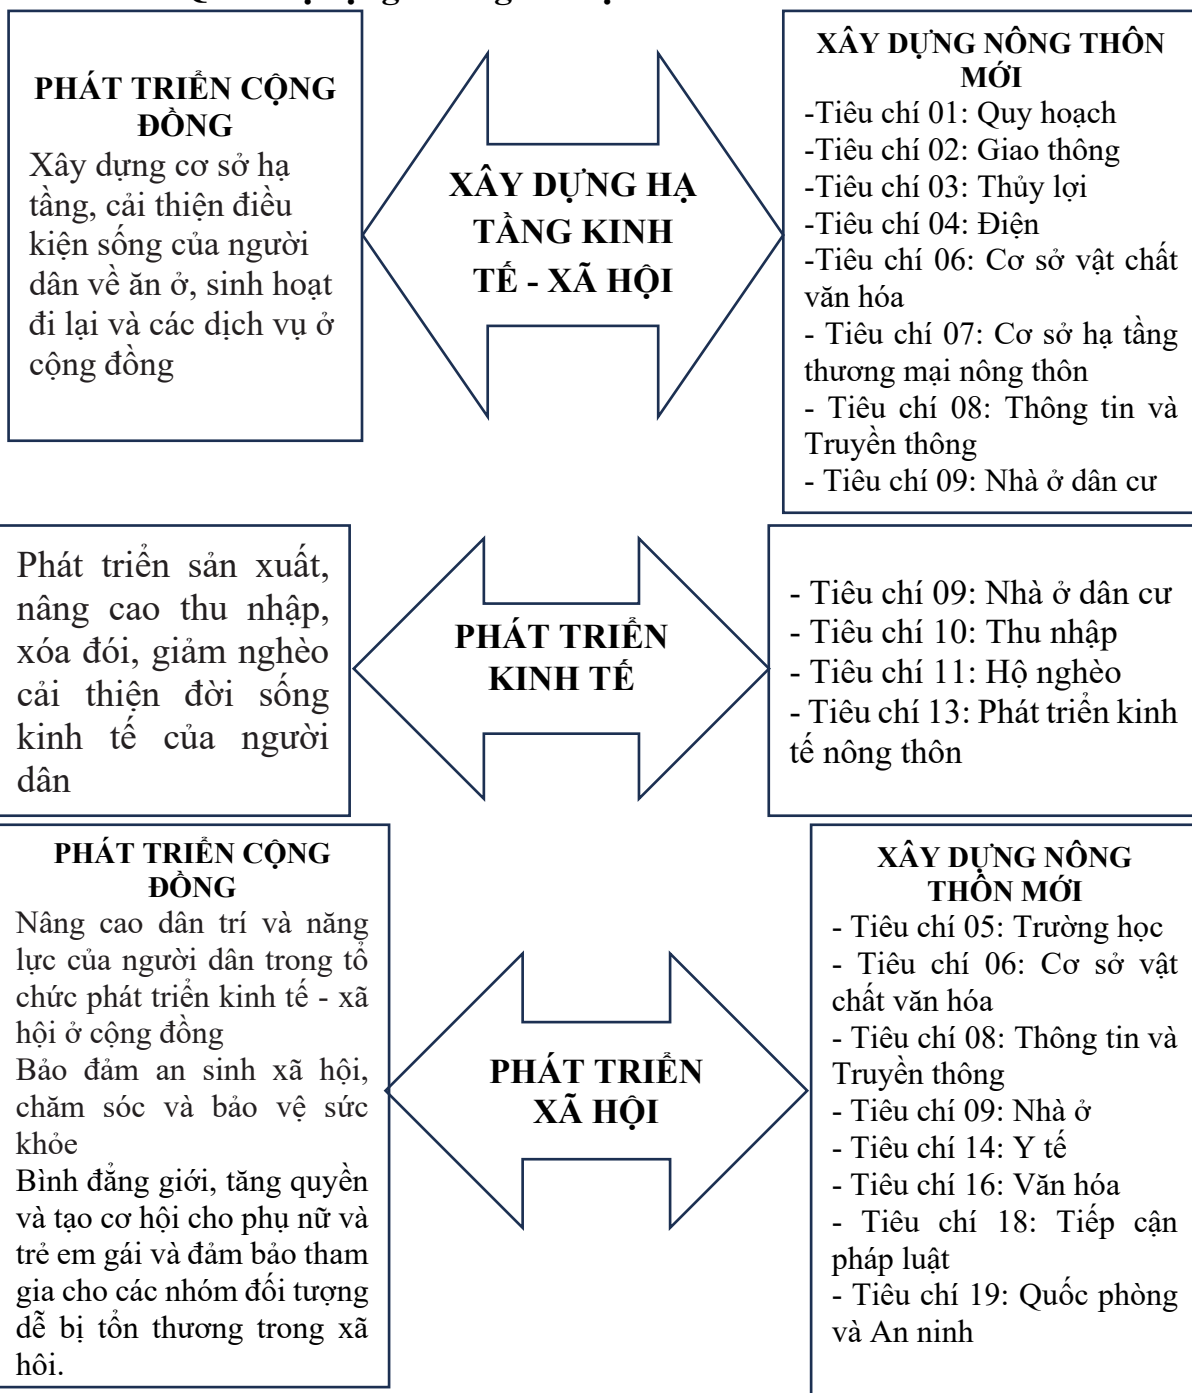 PHÁT TRIỂN CỘNG
ĐỒNG
Xây dựng cơ sở hạ
tầng, cải thiện điều
kiện sống của người
dân về ăn ở, sinh hoạt
đi lại và các dịch vụ ở
cộng đồng
XÂY DỰNG HẠ
TẦNG KINH
TẾ - XÃ HỘI
XÂY DỰNG NÔNG THÔN
MỚI
-Tiêu chí 01: Quy hoạch
-Tiêu chí 02: Giao thông
-Tiêu chí 03: Thủy lợi
-Tiêu chí 04: Điện
-Tiêu chí 06: Cơ sở vật chất
văn hóa
- Tiêu chí 07: Cơ sở hạ tầng
thương mại nông thôn
- Tiêu chí 08: Thông tin và
Truyền thông
- Tiêu chí 09: Nhà ở dân cư
Phát triển sản xuất,
nâng cao thu nhập,
xóa đói, giảm nghèo
cải thiện đời sống
kinh tế của người
dân
PHÁT TRIỂN
KINH TẾ
- Tiêu chí 09: Nhà ở dân cư
- Tiêu chí 10: Thu nhập
- Tiêu chí 11: Hộ nghèo
- Tiêu chí 13: Phát triển kinh
tế nông thôn
PHÁT TRIỂN CỘNG
ĐỒNG
Nâng cao dân trí và năng
lực của người dân trong tổ
chức phát triển kinh tế - xã
hội ở cộng đồng
Bảo đảm an sinh xã hội,
chăm sóc và bảo vệ sức
khỏe
Bình đẳng giới, tăng quyền
và tạo cơ hội cho phụ nữ và
trẻ em gái và đảm bảo tham
gia cho các nhóm đối tượng
dễ bị tổn thương trong xã
hôi.
PHÁT TRIỂN
XÃ HỘI
XÂY DỰNG NÔNG
THÔN MỚI
- Tiêu chí 05: Trường học
- Tiêu chí 06: Cơ sở vật
chất văn hóa
- Tiêu chí 08: Thông tin và
Truyền thông
- Tiêu chí 09: Nhà ở
- Tiêu chí 14: Y tế
- Tiêu chí 16: Văn hóa
- Tiêu chí 18: Tiếp cận
pháp luật
- Tiêu chí 19: Quốc phòng
và An ninh